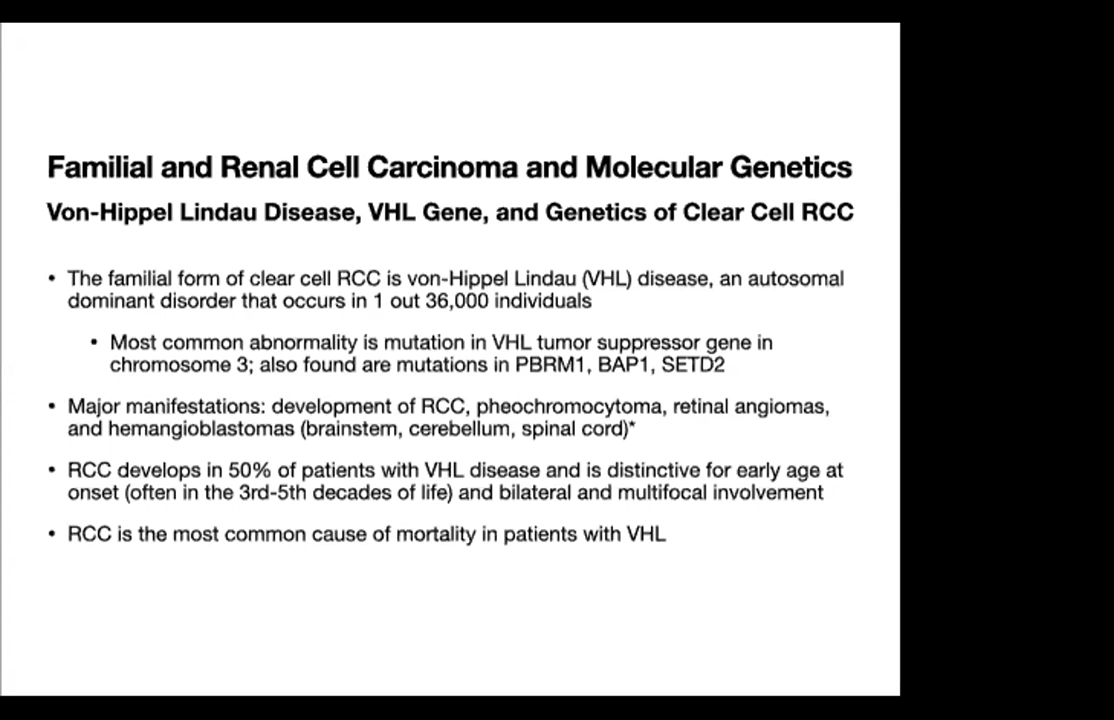 Familial and Renal Cell Carcinoma and Molecular Genetics
Von-Hippel Lindau Disease, VHL Gene, and Genetics of Clear Cell RCC
• The familial form of clear cell RCC is von-Hippel Lindau (VHL) disease, an autosomal
dominant disorder that occurs in 1 out 36,000 individuals
• Most common abnormality is mutation in VHL tumor suppressor gene in
chromosome 3; also found are mutations in PBRM1, BAP1, SETD2
• Major manifestations: development of RCC, pheochromocytoma, retinal angiomas,
and hemangioblastomas (brainstem, cerebellum, spinal cord)*
• RCC develops in 50% of patients with VHL disease and is distinctive for early age at
onset (often in the 3rd-5th decades of life) and bilateral and multifocal involvement
• RCC is the most common cause of mortality in patients with VHL